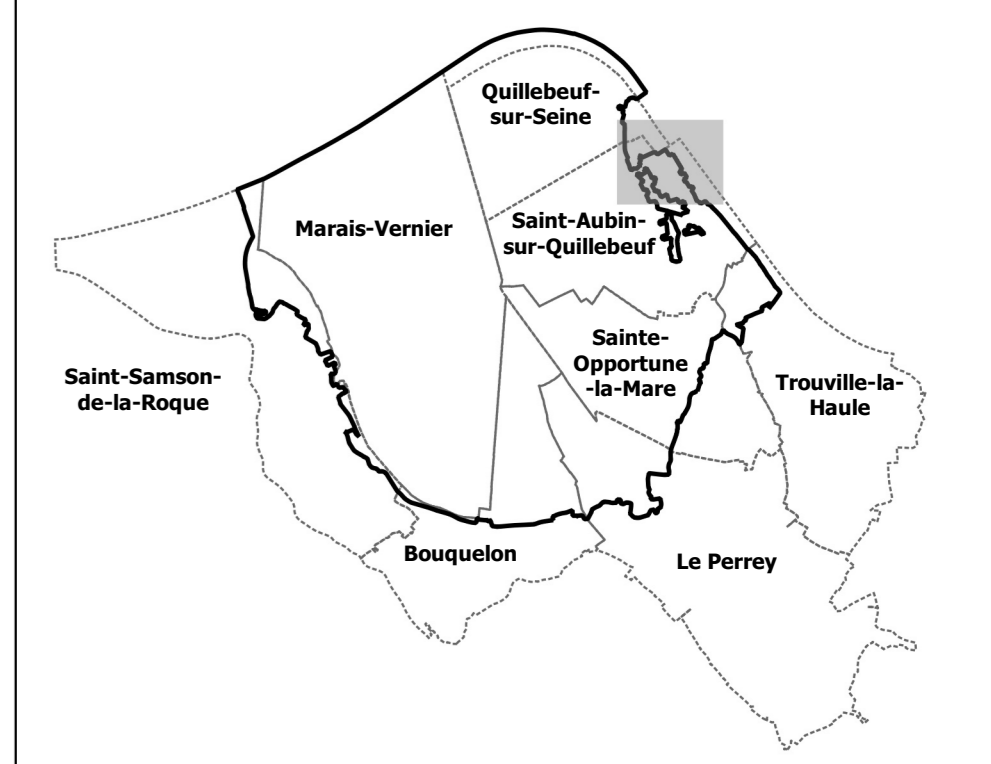 Quillebeuf-
sur-Seine
Marais-Vernier
Saint-Aubin-
sur-Quillebeuf
Sainte-
Opportune
-la-Mare
Saint-Samson-
de-la-Roque
Trouville-la-
Haule
Bouquelon
Le Perrey